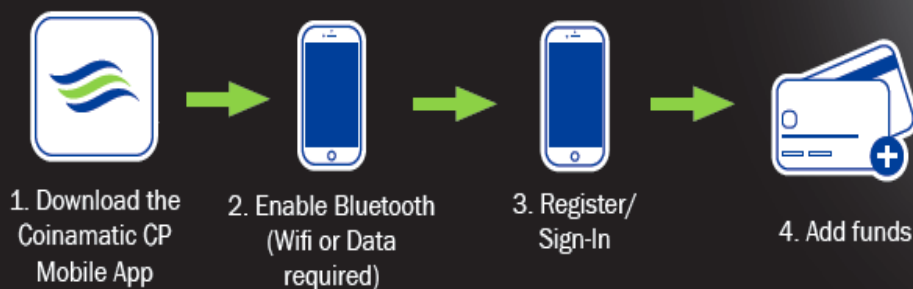 1. Download the
Coinamatic CP
Mobile App
2. Enable Bluetooth
(Wifi or Data
required)
3. Register/
Sign-In
4. Add funds